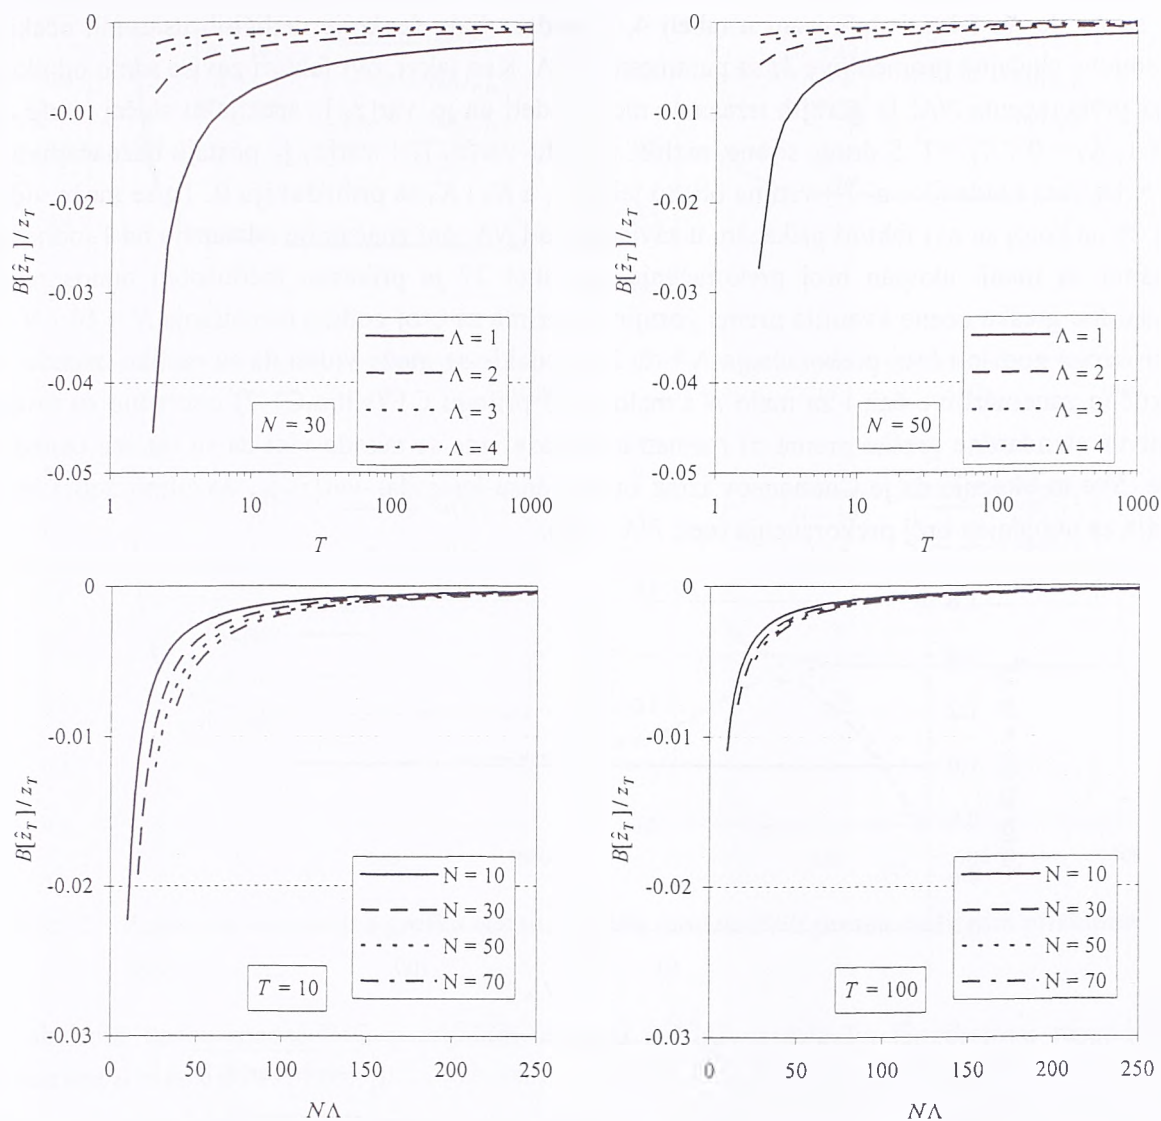 0
-0.01
-0.02
-0.03
-0.04
-0.05
B[ẑ_T]/z_T
Λ = 1
Λ = 2
Λ = 3
Λ = 4
N = 30
1
10
100
1000
T
0
-0.01
-0.02
-0.03
-0.04
-0.05
B[ẑ_T]/z_T
Λ = 1
Λ = 2
Λ = 3
Λ = 4
N = 50
1
10
100
1000
T
0
-0.01
-0.02
-0.03
B[ẑ_T]/z_T
N = 10
N = 30
N = 50
N = 70
T = 10
0
50
100
150
200
250
NΛ
0
-0.01
-0.02
-0.03
B[ẑ_T]/z_T
N = 10
N = 30
N = 50
N = 70
T = 100
0
50
100
150
200
250
NΛ